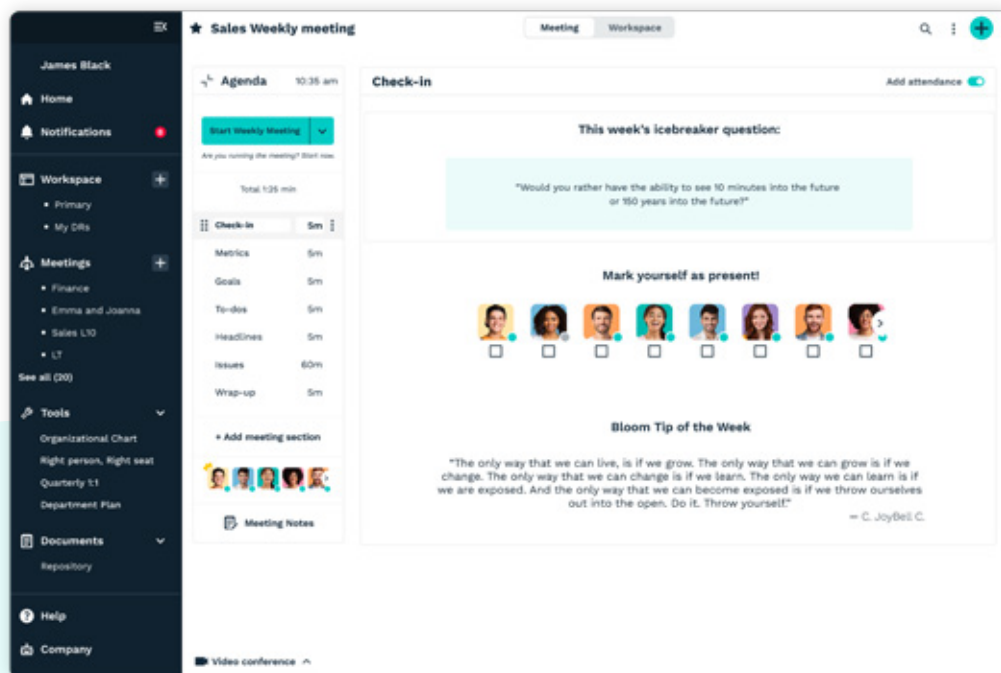 James Black
Home
Notifications
Workspace
Primary
My DRs
Meetings
Finance
Emma and Joanna
Sales L10
LT
See all (20)
Tools
Organizational Chart
Right person, Right seat
Quarterly 1:1
Department Plan
Documents
Repository
Help
Company
Sales Weekly meeting
Meeting
Workspace
Agenda
10:35 am
Start Weekly Meeting
Are you running the meeting? Start now.
Total 1:25 min
Check-in 5m
Metrics 5m
Goals 5m
To-dos 5m
Headlines 5m
Issues 60m
Wrap-up 5m
+ Add meeting section
Meeting Notes
Video conference
Check-in
Add attendance
This week's icebreaker question:
"Would you rather have the ability to see 10 minutes into the future
or 150 years into the future?"
Mark yourself as present!
Bloom Tip of the Week
"The only way that we can live, is if we grow. The only way that we can grow is if we
change. The only way that we can change is if we learn. The only way we can learn is if
we are exposed. And the only way that we can become exposed is if we throw ourselves
out into the open. Do it. Throw yourself."
— C. JoyBell C.